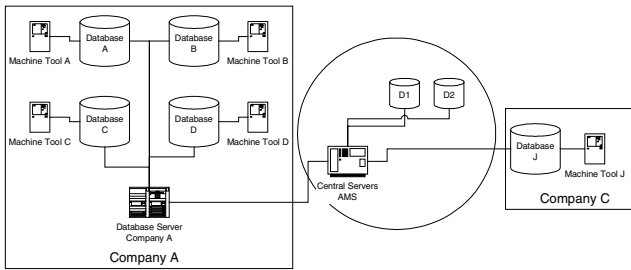 Database
A
Database
B
Machine Tool A
Machine Tool B
Database
C
Database
D
Machine Tool C
Machine Tool D
Database Server
Company A
Company A
D1
D2
Central Servers
AMS
Database
J
Machine Tool J
Company C